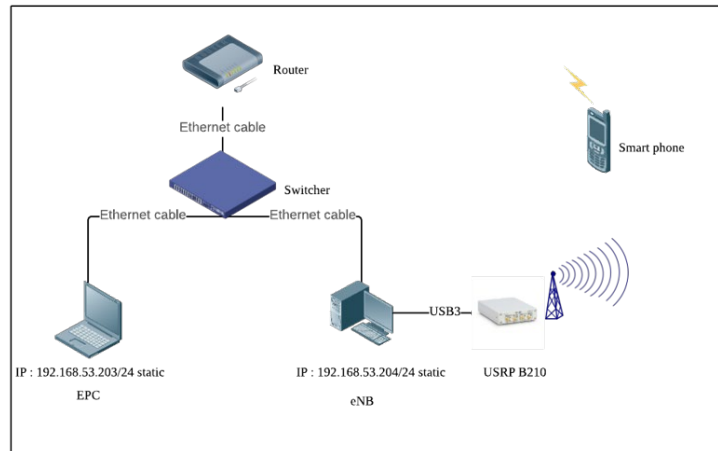 Router
Ethernet cable
Smart phone
Switcher
Ethernet cable
Ethernet cable
USB3
IP : 192.168.53.203/24 static
IP : 192.168.53.204/24 static
USRP B210
EPC
eNB